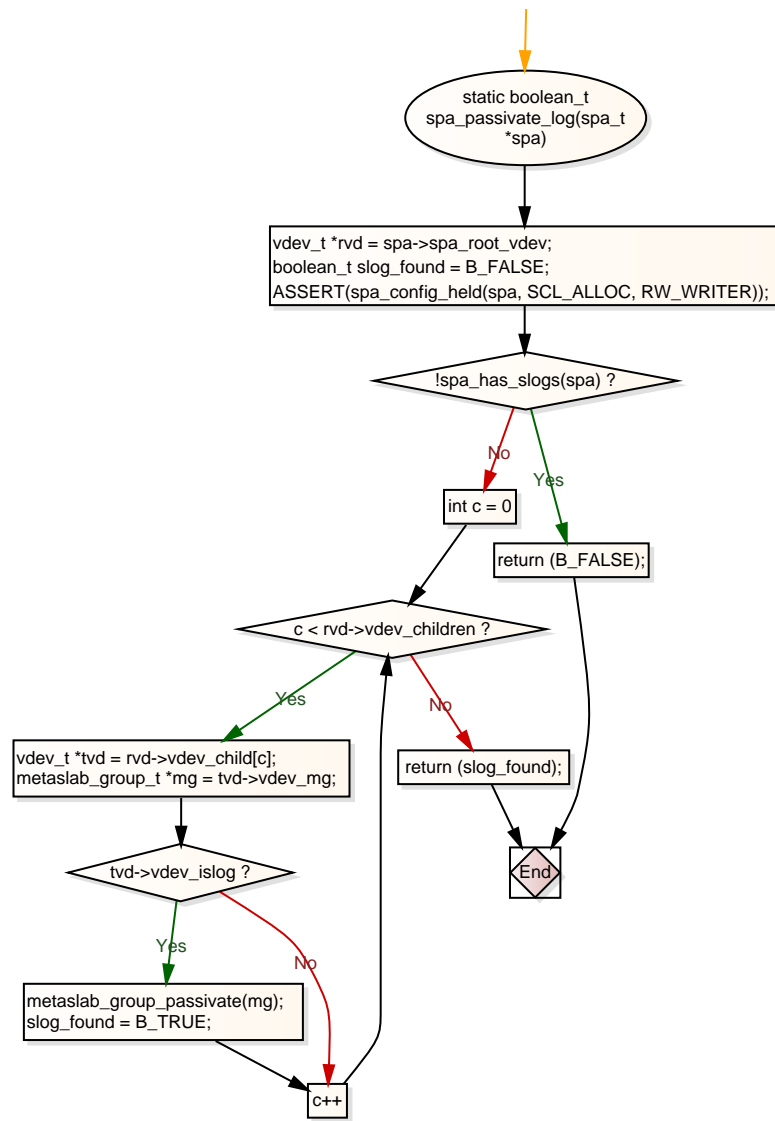 static boolean_t
spa_passivate_log(spa_t
*spa)
vdev_t *rvd = spa->spa_root_vdev;
boolean_t slog_found = B_FALSE;
ASSERT(spa_config_held(spa, SCL_ALLOC, RW_WRITER));
!spa_has_slogs(spa) ?
No
Yes
int c = 0
return (B_FALSE);
c < rvd->vdev_children ?
Yes
No
vdev_t *tvd = rvd->vdev_child[c];
metaslab_group_t *mg = tvd->vdev_mg;
return (slog_found);
tvd->vdev_islog ?
End
Yes
No
metaslab_group_passivate(mg);
slog_found = B_TRUE;
c++